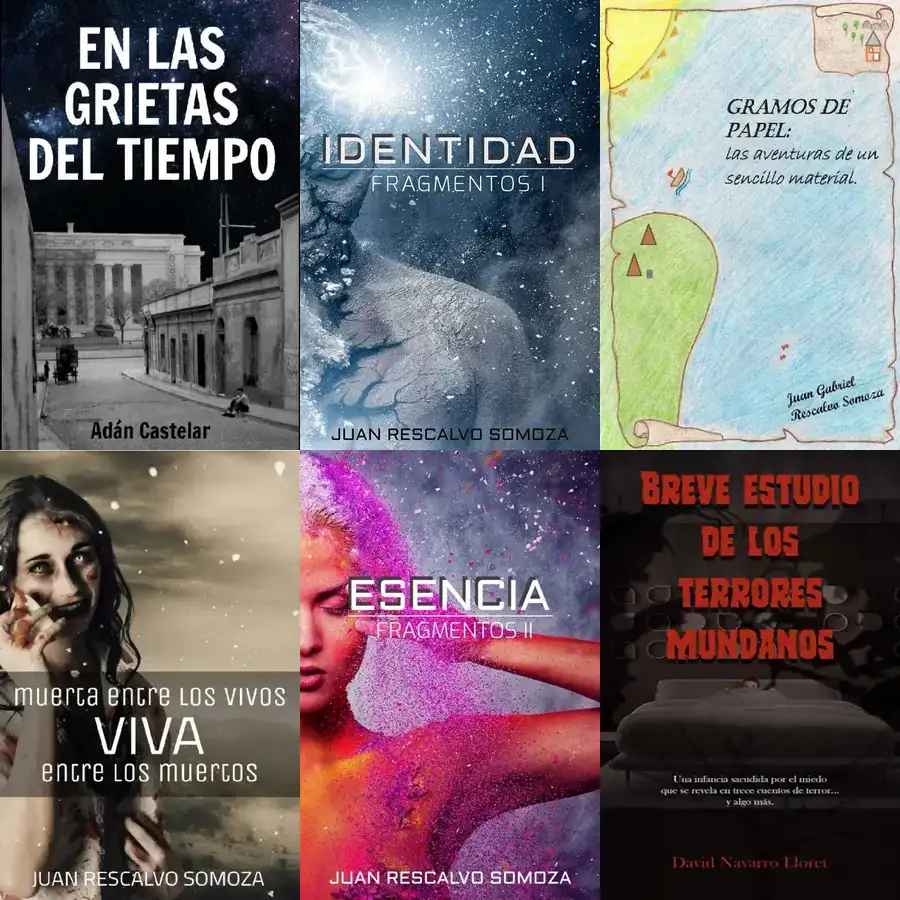 EN LAS
GRIETAS
DEL TIEMPO
Adán Castelar
IDENTIDAD
FRAGMENTOS I
JUAN RESCALVO SOMOZA
GRAMOS DE
PAPEL:
las aventuras de un
sencillo material.
Juan Gabriel
Rescalvo Somoza
muerta entre los vivos
VIVA
entre los muertos
JUAN RESCALVO SOMOZA
ESENCIA
FRAGMENTOS II
JUAN RESCALVO SOMOZA
BREVE ESTUDIO
DE LOS
TERRORES
MUNDANOS
Una infancia sacudida por el miedo
que se revela en trece cuentos de terror...
y algo más.
David Navarro Lloret